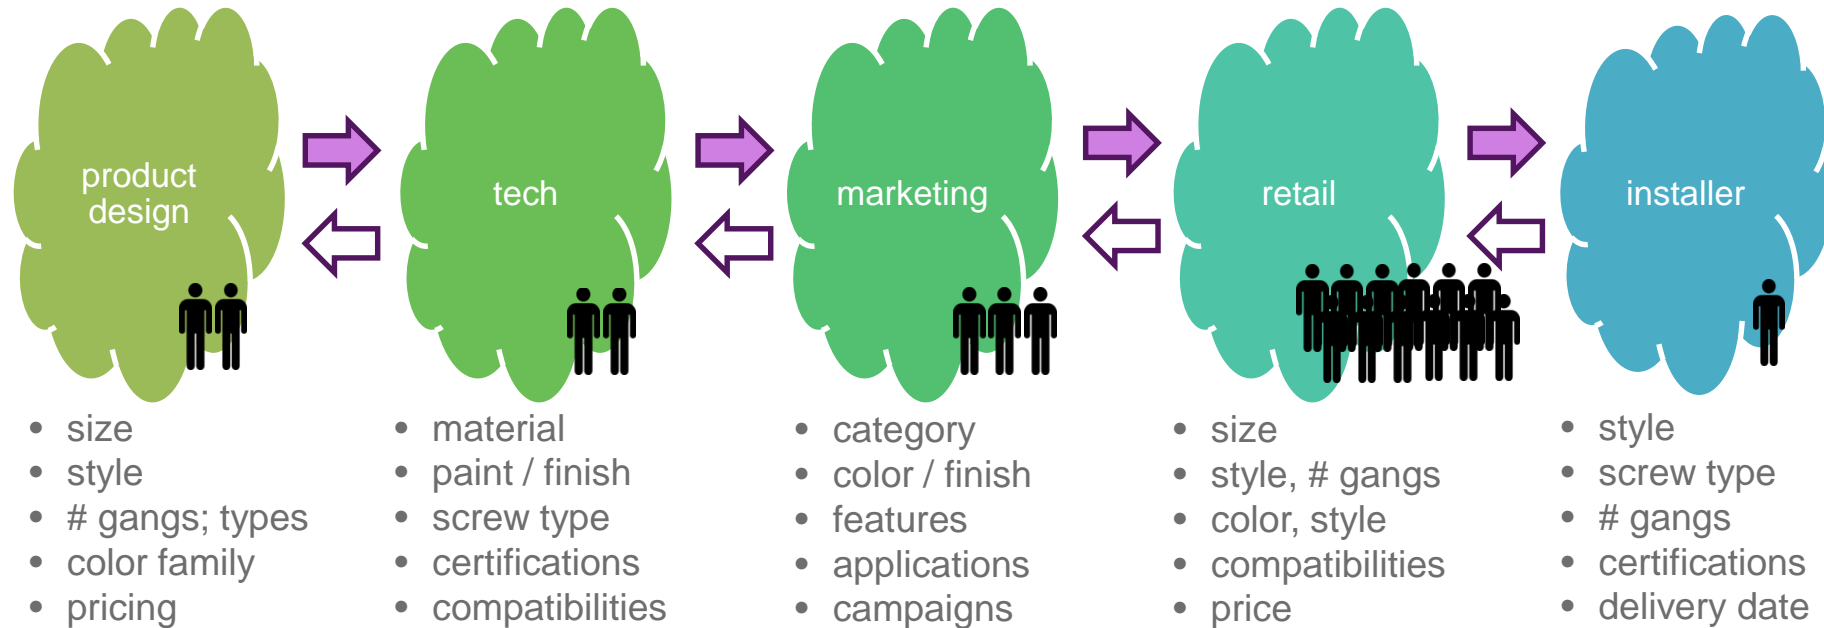 product
design
tech
marketing
retail
installer
• size
• style
• # gangs; types
• color family
• pricing
• material
• paint / finish
• screw type
• certifications
• compatibilities
• category
• color / finish
• features
• applications
• campaigns
• size
• style, # gangs
• color, style
• compatibilities
• price
• style
• screw type
• # gangs
• certifications
• delivery date